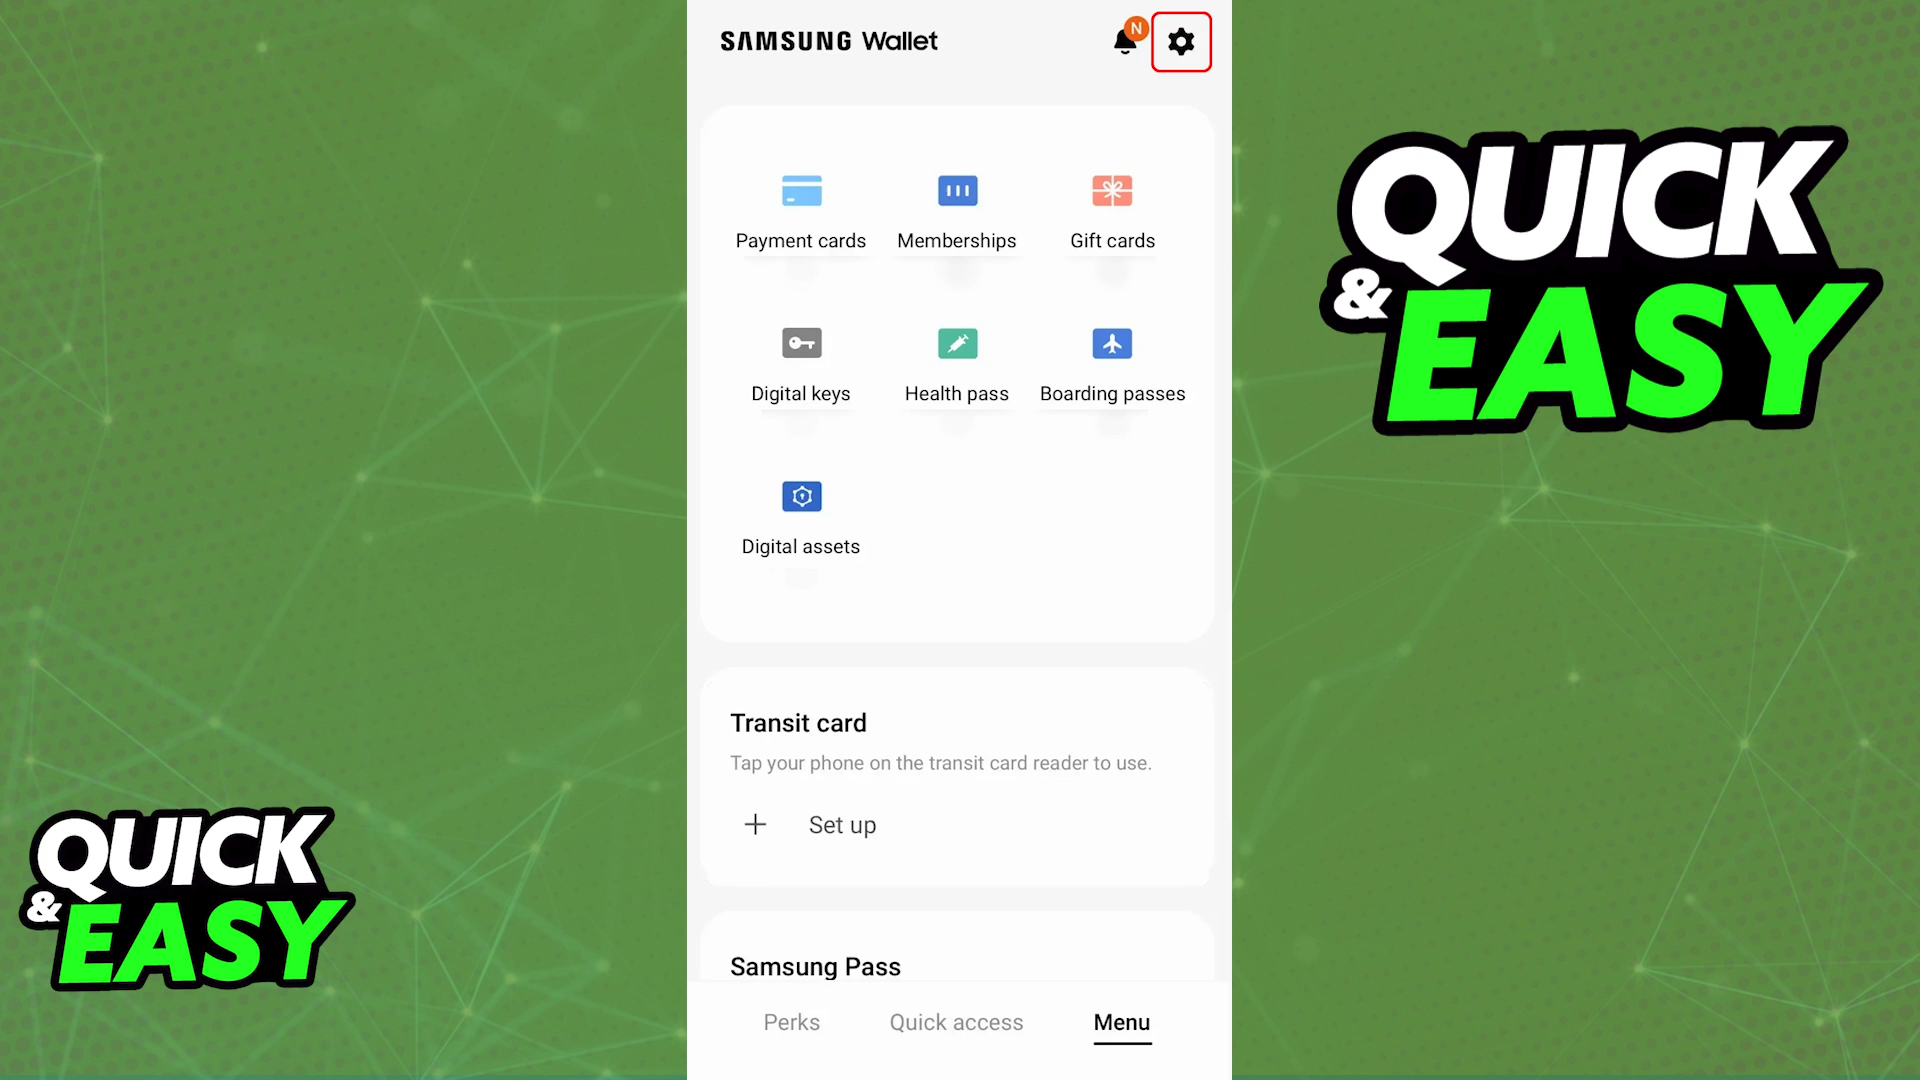 SAMSUNG Wallet
N
Payment cards
Memberships
Gift cards
Digital keys
Health pass
Boarding passes
Digital assets
Transit card
Tap your phone on the transit card reader to use.
+ Set up
Samsung Pass
Perks
Quick access
Menu
QUICK
& EASY
QUICK
& EASY